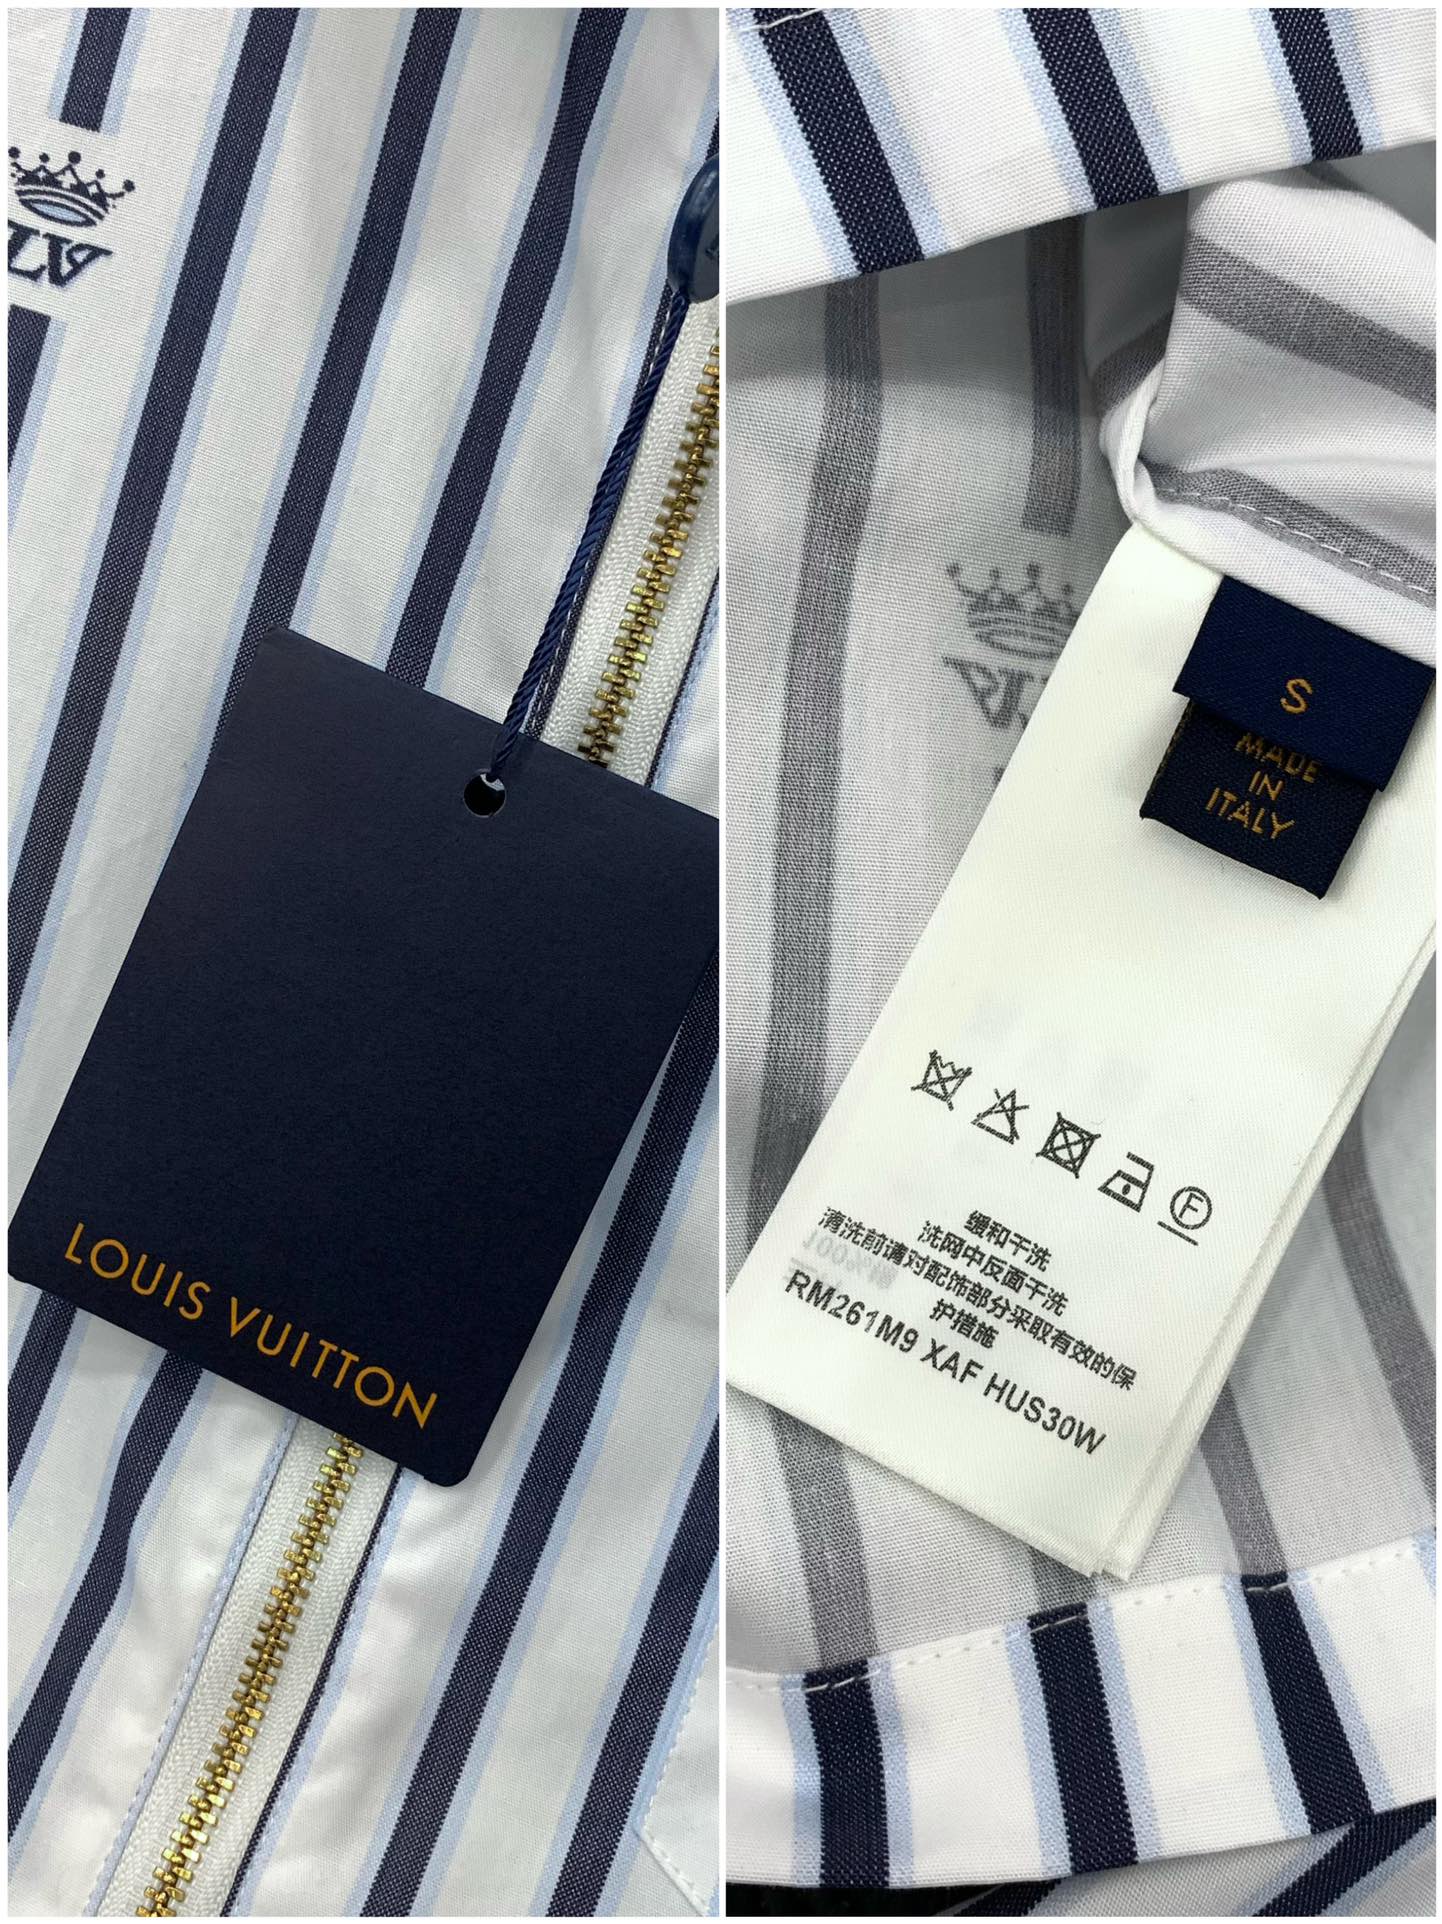 LV
LOUIS VUITTON
S
MADE
IN
ITALY
F
缓和干洗
洗网中反面干洗
清洗前请对配饰部分采取有效的保
护措施
RM261M9 XAF HUS30W